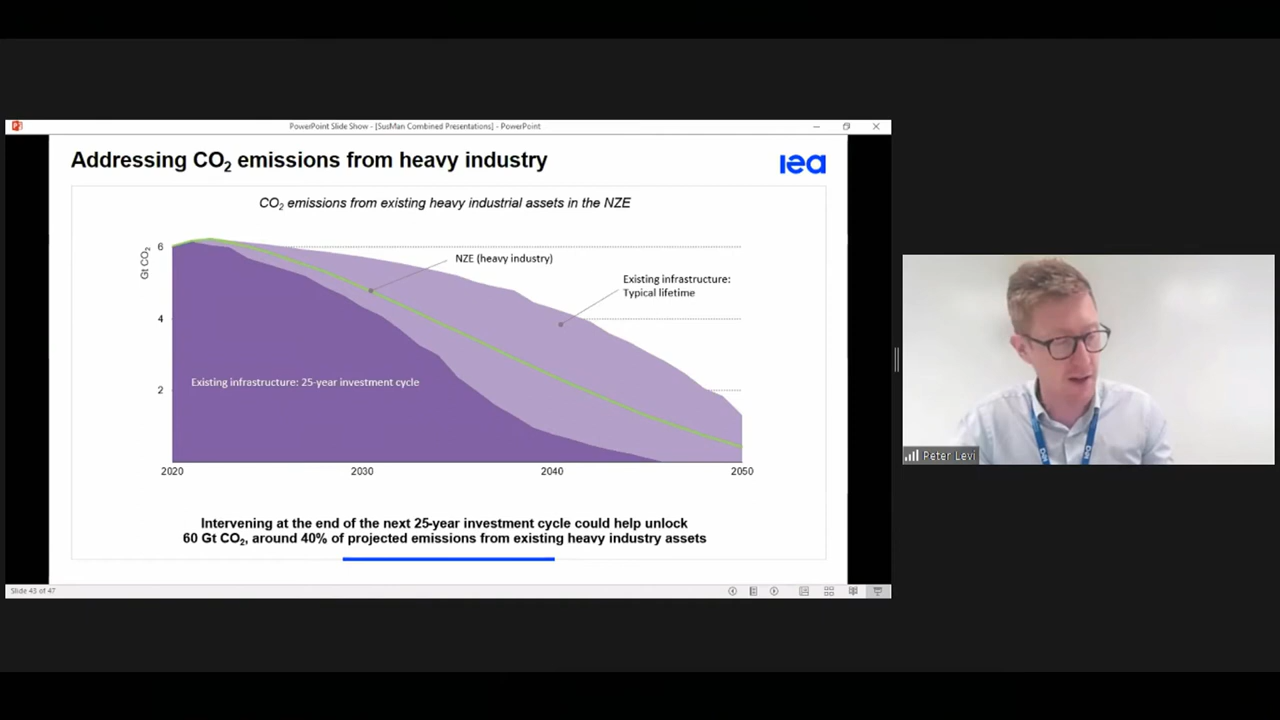 PowerPoint Slide Show - [SusMan Combined Presentations] - PowerPoint
Addressing CO2 emissions from heavy industry
iea
CO2 emissions from existing heavy industrial assets in the NZE
Gt CO2
6
4
2
NZE (heavy industry)
Existing infrastructure:
Typical lifetime
Existing infrastructure: 25-year investment cycle
2020
2030
2040
2050
Intervening at the end of the next 25-year investment cycle could help unlock
60 Gt CO2, around 40% of projected emissions from existing heavy industry assets
Slide 43 of 47
Peter Levi